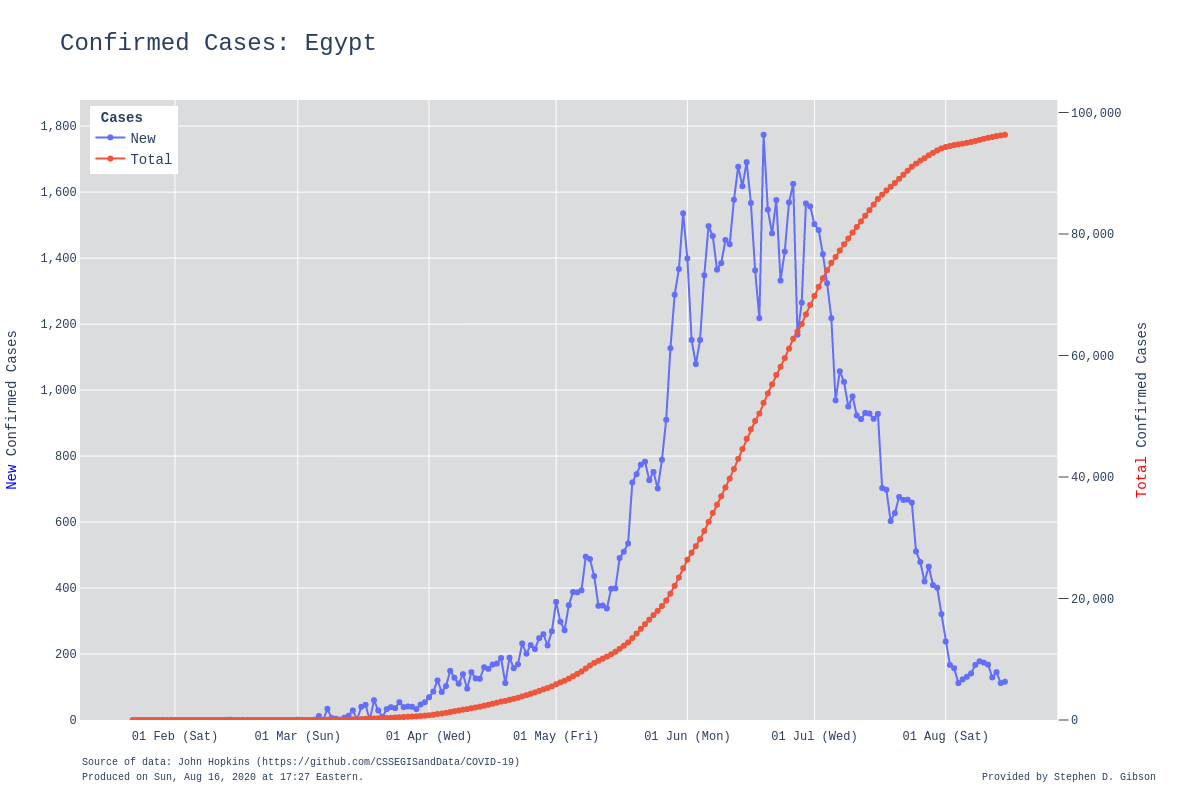 Confirmed Cases: Egypt
Cases
New
Total
1,800
1,600
1,400
1,200
1,000
800
600
400
200
0
100,000
80,000
60,000
40,000
20,000
0
New Confirmed Cases
Total Confirmed Cases
01 Feb (Sat)
01 Mar (Sun)
01 Apr (Wed)
01 May (Fri)
01 Jun (Mon)
01 Jul (Wed)
01 Aug (Sat)
Source of data: John Hopkins (https://github.com/CSSEGISandData/COVID-19)
Produced on Sun, Aug 16, 2020 at 17:27 Eastern.
Provided by Stephen D. Gibson